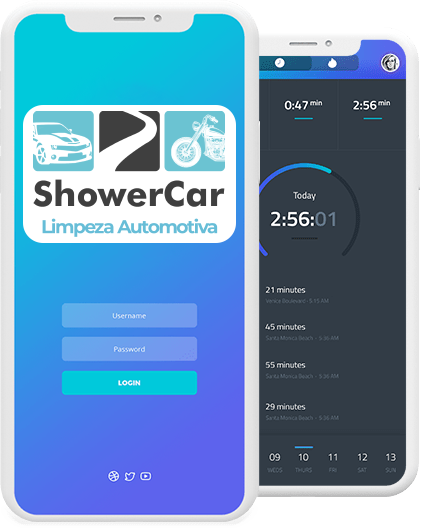 ShowerCar
Limpeza Automotiva
Username
Password
LOGIN
0:47 min
2:56 min
Today
2:56:01
21 minutes
Venice Boulevard - 5:15 AM
45 minutes
Santa Monica Beach - 5:36 AM
55 minutes
Santa Monica Beach - 5:36 AM
29 minutes
Santa Monica Beach - 5:36 AM
09 10 11 12 13
WEDS THURS FRI SAT SUN